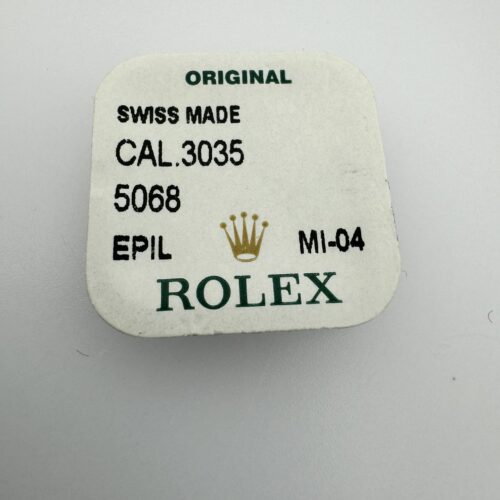 ORIGINAL
SWISS MADE
CAL.3035
5068
EPIL MI-04
ROLEX